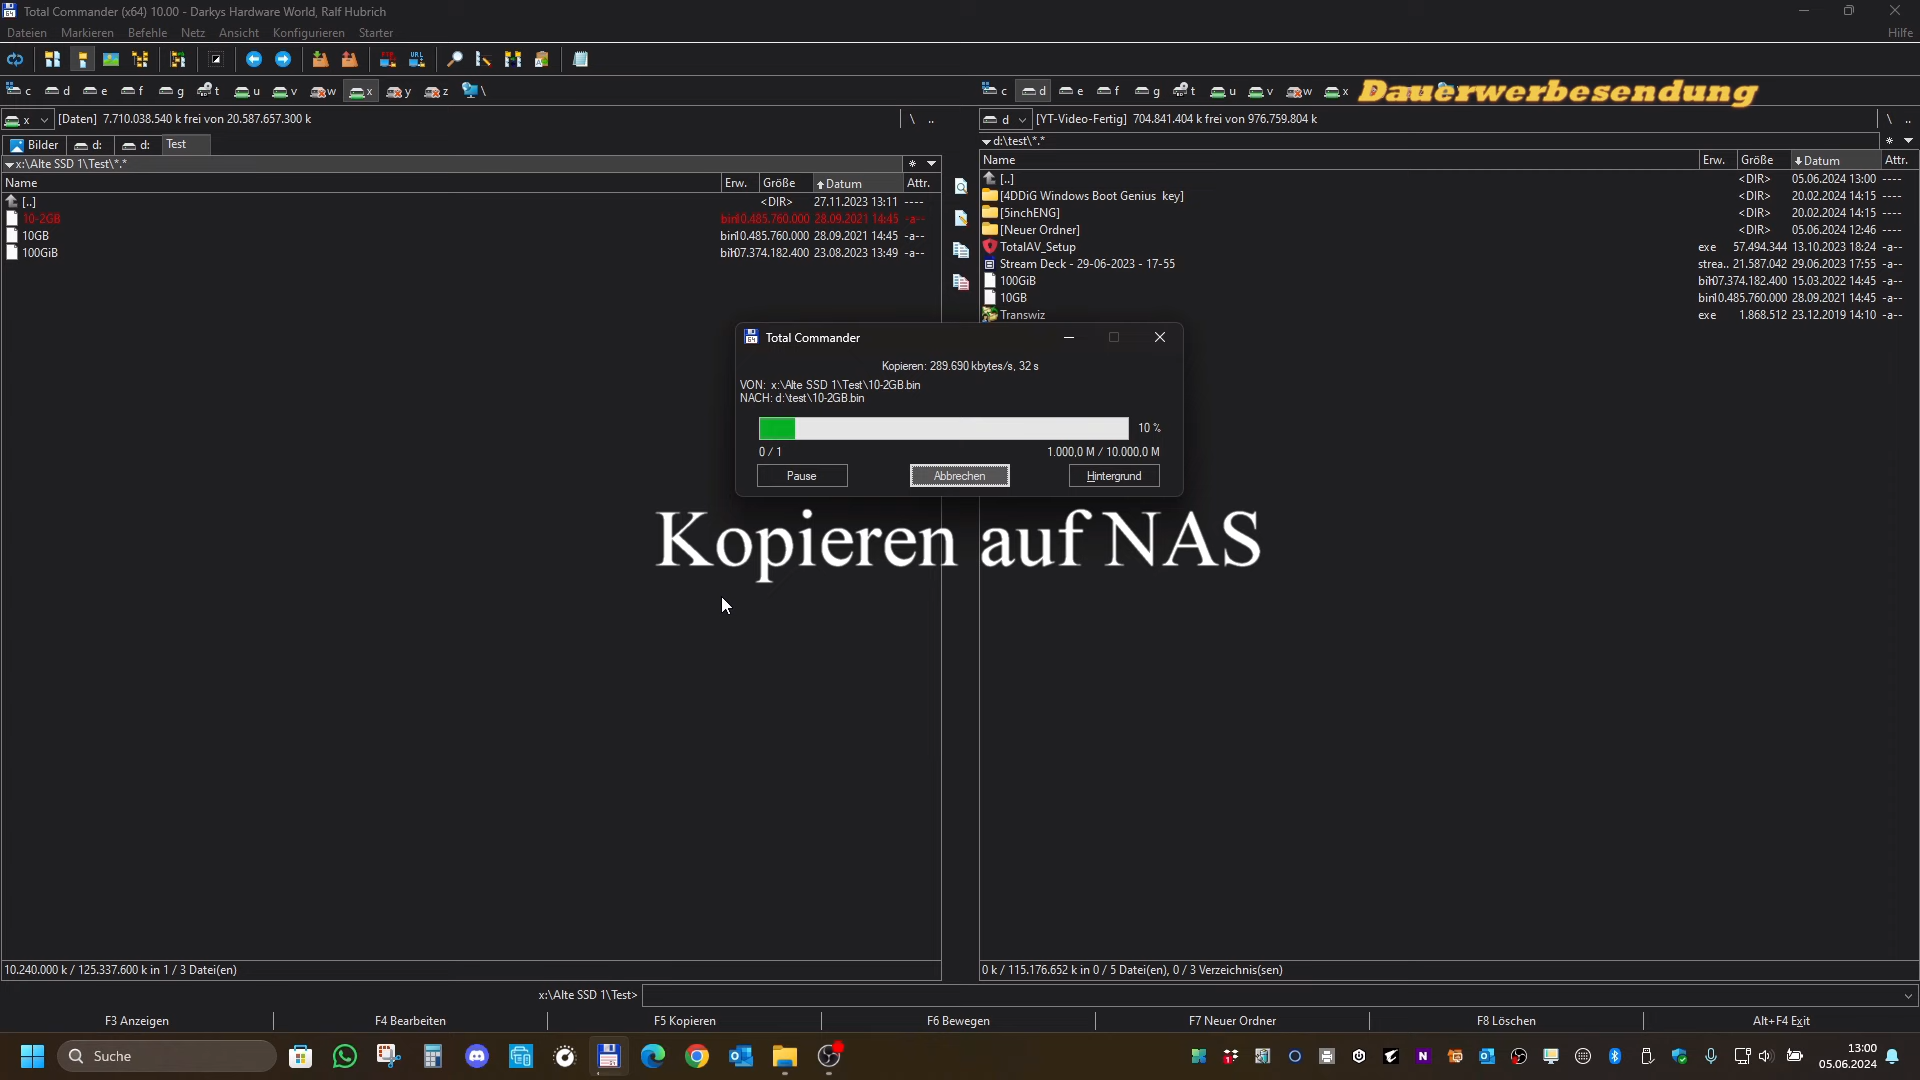 Total Commander (x64) 10.00 - Darkys Hardware World, Ralf Hubrich
Dateien Markieren Befehle Netz Ansicht Konfigurieren Starter Hilfe
FTP URL
c d e f g t u v w x y z \
c d e f g t u v w x
Dauerwerbesendung
x [Daten] 7.710.038.540 k frei von 20.587.657.300 k \ ..
d [YT-Video-Fertig] 704.841.404 k frei von 976.759.804 k \ ..
Bilder d: d: Test
x:\Alte SSD 1\Test\*.* *
Name Erw. Größe Datum Attr.
[..] <DIR> 27.11.2023 13:11 ----
10-2GB bin 10.485.760.000 28.09.2021 14:45 -a--
10GB bin 10.485.760.000 28.09.2021 14:45 -a--
100GiB 07.374.182.400 23.08.2023 13:49 -a--
d:\test\*.* *
Name Erw. Größe Datum Attr.
[..] <DIR> 05.06.2024 13:00 ----
[4DDiG Windows Boot Genius key] <DIR> 20.02.2024 14:15 ----
[5inchENG] <DIR> 20.02.2024 14:15 ----
[Neuer Ordner] <DIR> 05.06.2024 12:46 ----
TotalAV_Setup exe 57.494.344 13.10.2023 18:24 -a--
Stream Deck - 29-06-2023 - 17-55 strea.. 21.587.042 29.06.2023 17:55 -a--
100GiB 07.374.182.400 15.03.2022 14:45 -a--
10GB bin 10.485.760.000 28.09.2021 14:45 -a--
Transwiz exe 1.868.512 23.12.2019 14:10 -a--
Total Commander
Kopieren: 289.690 kbytes/s, 32 s
VON: x:\Alte SSD 1\Test\10-2GB.bin
NACH: d:\test\10-2GB.bin
10 %
0 / 1 1.000,0 M / 10.000,0 M
Pause Abbrechen Hintergrund
Kopieren auf NAS
10.240.000 k / 125.337.600 k in 1 / 3 Datei(en)
0 k / 115.176.652 k in 0 / 5 Datei(en), 0 / 3 Verzeichnis(sen)
x:\Alte SSD 1\Test>
F3 Anzeigen F4 Bearbeiten F5 Kopieren F6 Bewegen F7 Neuer Ordner F8 Löschen Alt+F4 Exit
Suche
13:00
05.06.2024